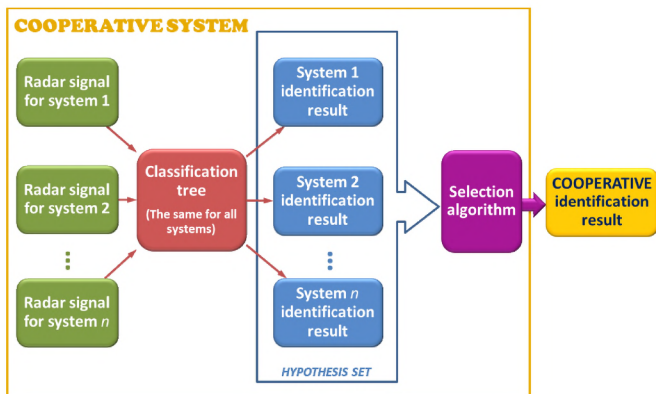 COOPERATIVE SYSTEM
Radar signal
for system 1
Radar signal
for system 2
Radar signal
for system n
Classification
tree
(The same for all
systems)
System 1
identification
result
System 2
identification
result
System n
identification
result
HYPOTHESIS SET
Selection
algorithm
COOPERATIVE
identification
result